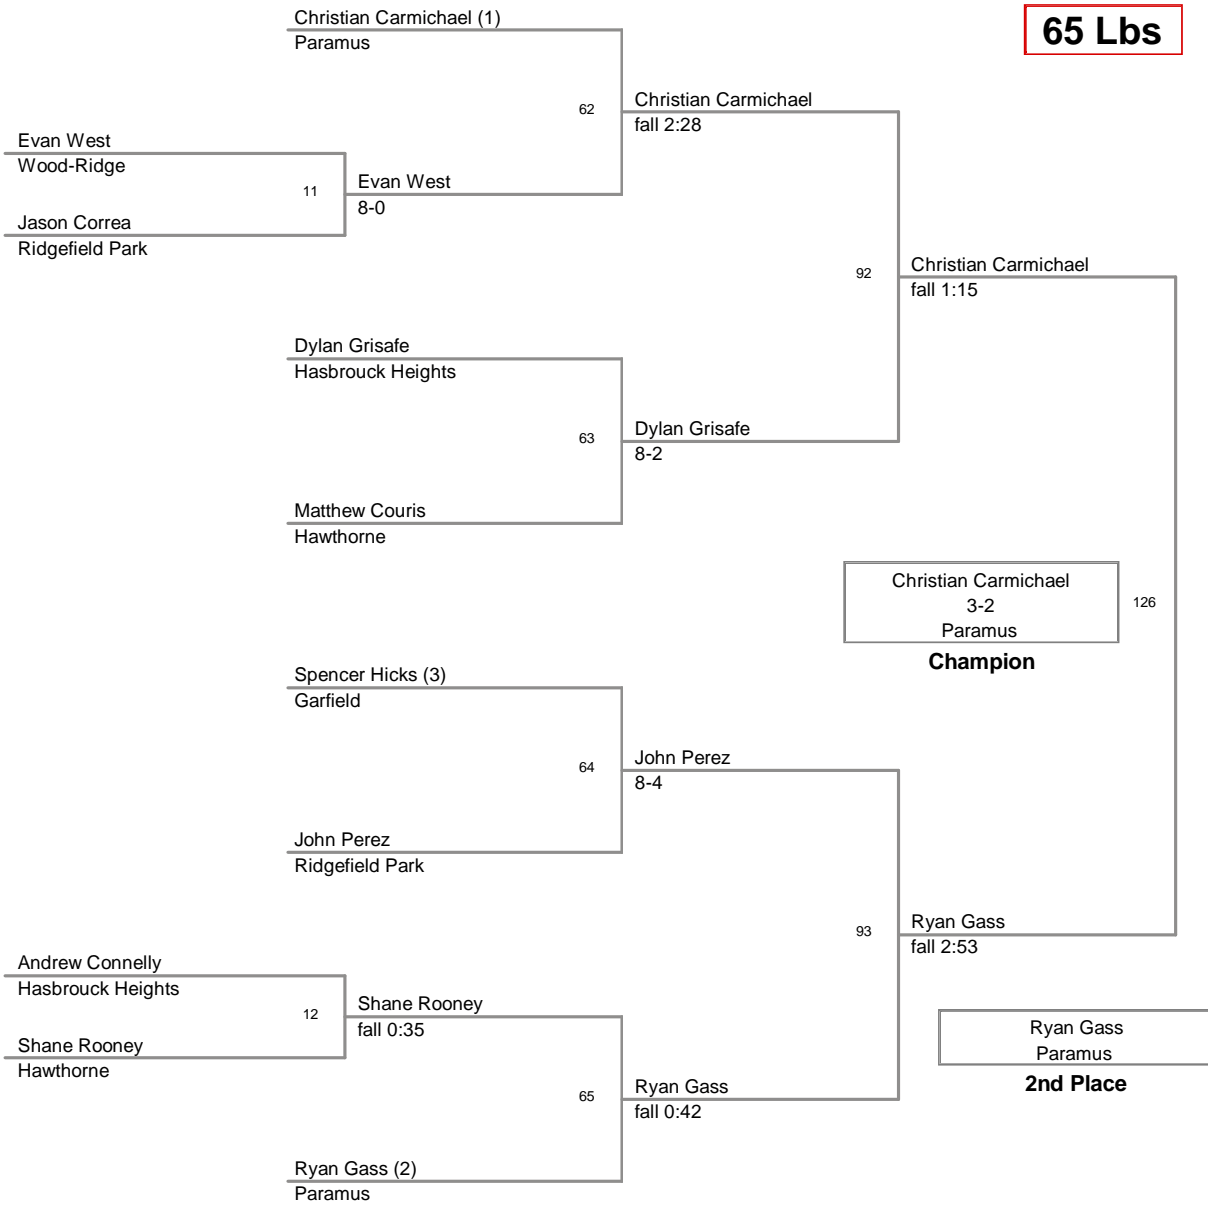 Christian Carmichael (1)
Paramus
65 Lbs
62
Christian Carmichael
fall 2:28
Evan West
Wood-Ridge
11
Evan West
8-0
Jason Correa
Ridgefield Park
92
Christian Carmichael
fall 1:15
Dylan Grisafe
Hasbrouck Heights
63
Dylan Grisafe
8-2
Matthew Couris
Hawthorne
Christian Carmichael
3-2
Paramus
126
Champion
Spencer Hicks (3)
Garfield
64
John Perez
8-4
John Perez
Ridgefield Park
93
Ryan Gass
fall 2:53
Andrew Connelly
Hasbrouck Heights
12
Shane Rooney
fall 0:35
Shane Rooney
Hawthorne
Ryan Gass
Paramus
2nd Place
65
Ryan Gass
fall 0:42
Ryan Gass (2)
Paramus